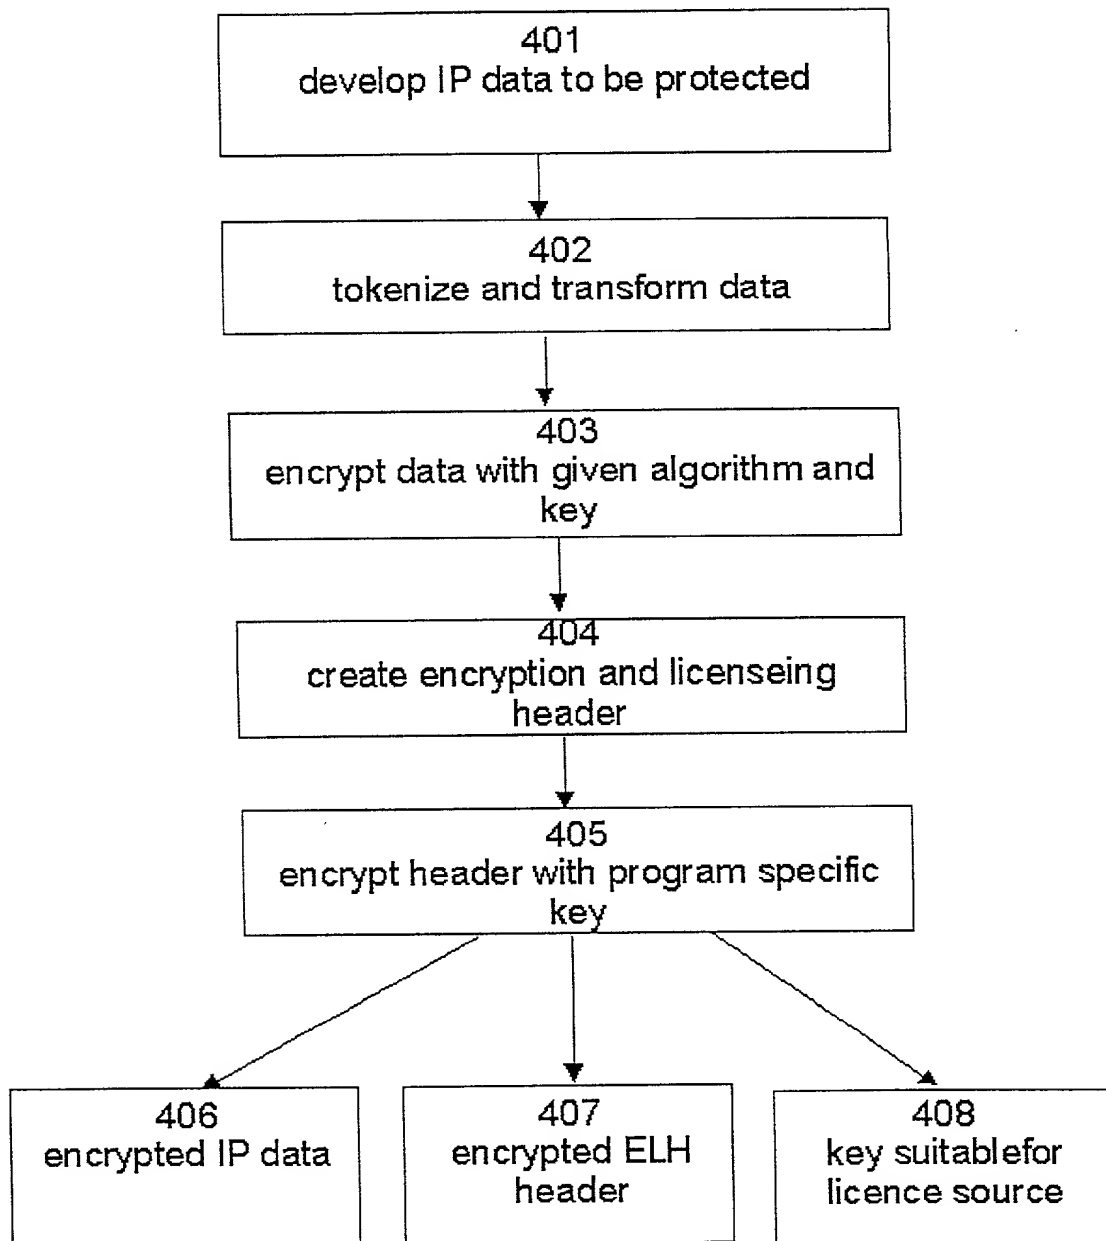 401
develop IP data to be protected
402
tokenize and transform data
403
encrypt data with given algorithm and
key
404
create encryption and licenseing
header
405
encrypt header with program specific
key
406
encrypted IP data
407
encrypted ELH
header
408
key suitablefor
licence source